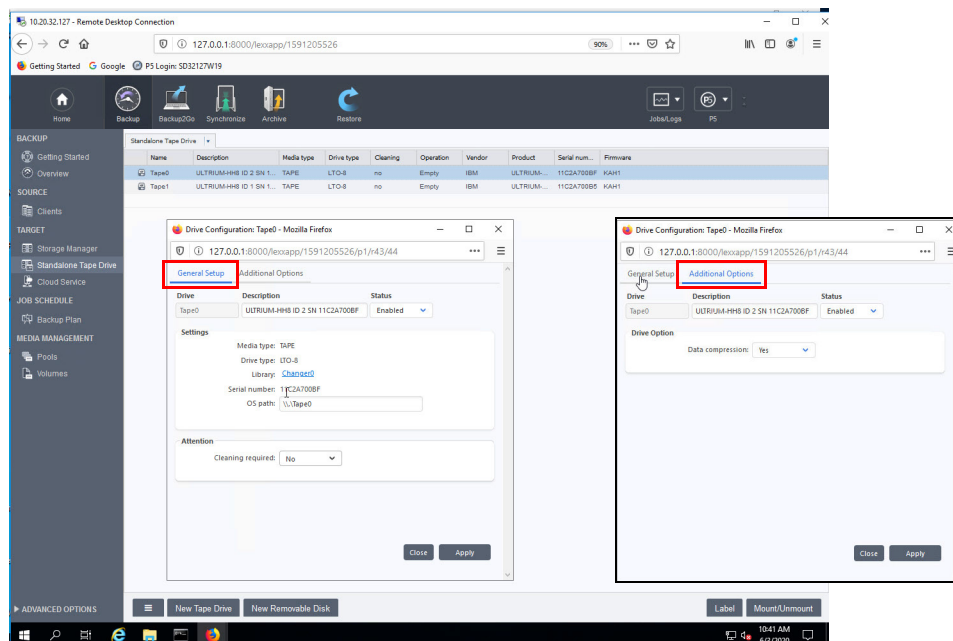 10.20.32.127 - Remote Desktop Connection
127.0.0.1:8000/lexxapp/1591205526
90%
Getting Started Google P5 Login: SD32127W19
Home Backup Backup2Go Synchronize Archive Restore Jobs/Logs P5
BACKUP
Getting Started
Overview
SOURCE
Clients
TARGET
Storage Manager
Standalone Tape Drive
Cloud Service
JOB SCHEDULE
Backup Plan
MEDIA MANAGEMENT
Pools
Volumes
ADVANCED OPTIONS
Standalone Tape Drive
Name Description Media type Drive type Cleaning Operation Vendor Product Serial num... Firmware
Tape0 ULTRIUM-HH8 ID 2 SN 1... TAPE LTO-8 no Empty IBM ULTRIUM-... 11C2A700BF KAH1
Tape1 ULTRIUM-HH8 ID 1 SN 1... TAPE LTO-8 no Empty IBM ULTRIUM-... 11C2A700B5 KAH1
Drive Configuration: Tape0 - Mozilla Firefox
127.0.0.1:8000/lexxapp/1591205526/p1/r43/44
General Setup Additional Options
Drive Description Status
Tape0 ULTRIUM-HH8 ID 2 SN 11C2A700BF Enabled
Settings
Media type: TAPE
Drive type: LTO-8
Library: Changer0
Serial number: 11C2A700BF
OS path: \\.\Tape0
Attention
Cleaning required: No
Close Apply
Drive Configuration: Tape0 - Mozilla Firefox
127.0.0.1:8000/lexxapp/1591205526/p1/r43/44
General Setup Additional Options
Drive Description Status
Tape0 ULTRIUM-HH8 ID 2 SN 11C2A700BF Enabled
Drive Option
Data compression: Yes
Close Apply
New Tape Drive New Removable Disk Label Mount/Unmount
10:41 AM
6/3/2020